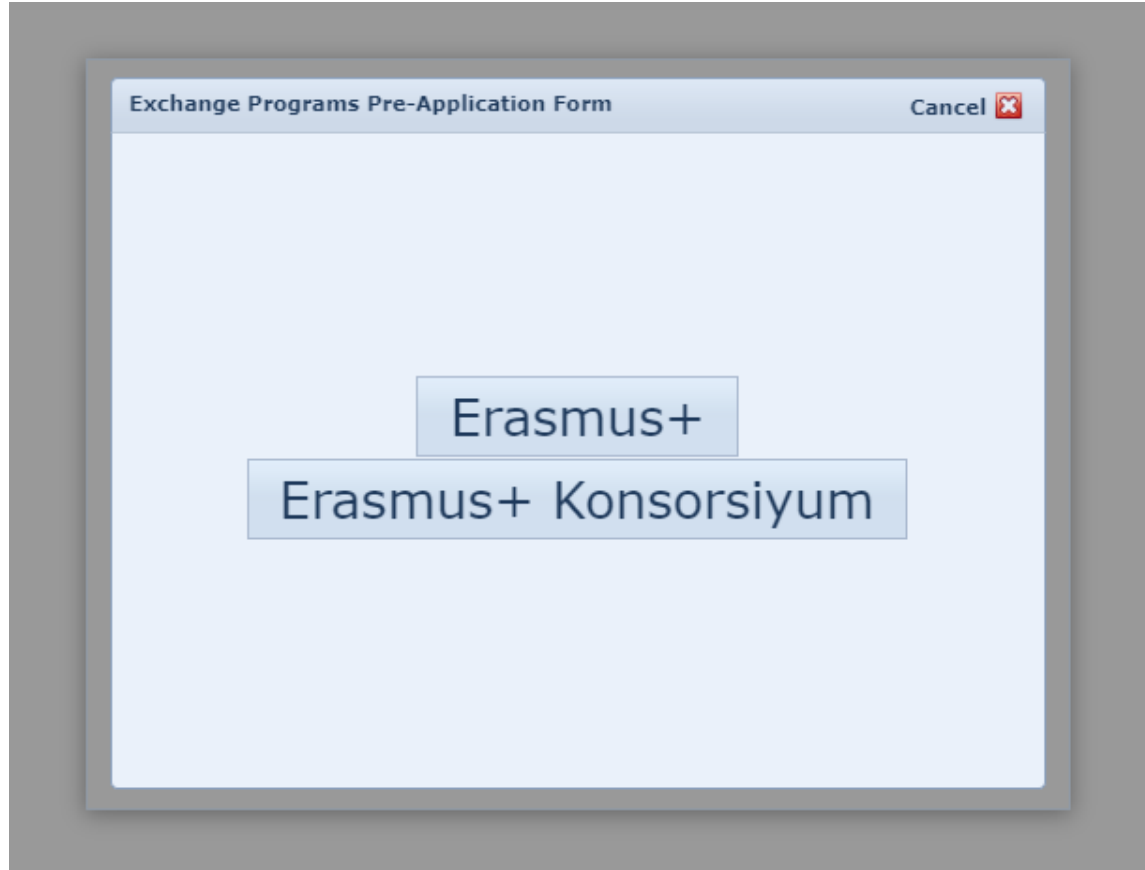 Exchange Programs Pre-Application Form Cancel
Erasmus+
Erasmus+ Konsorsiyum